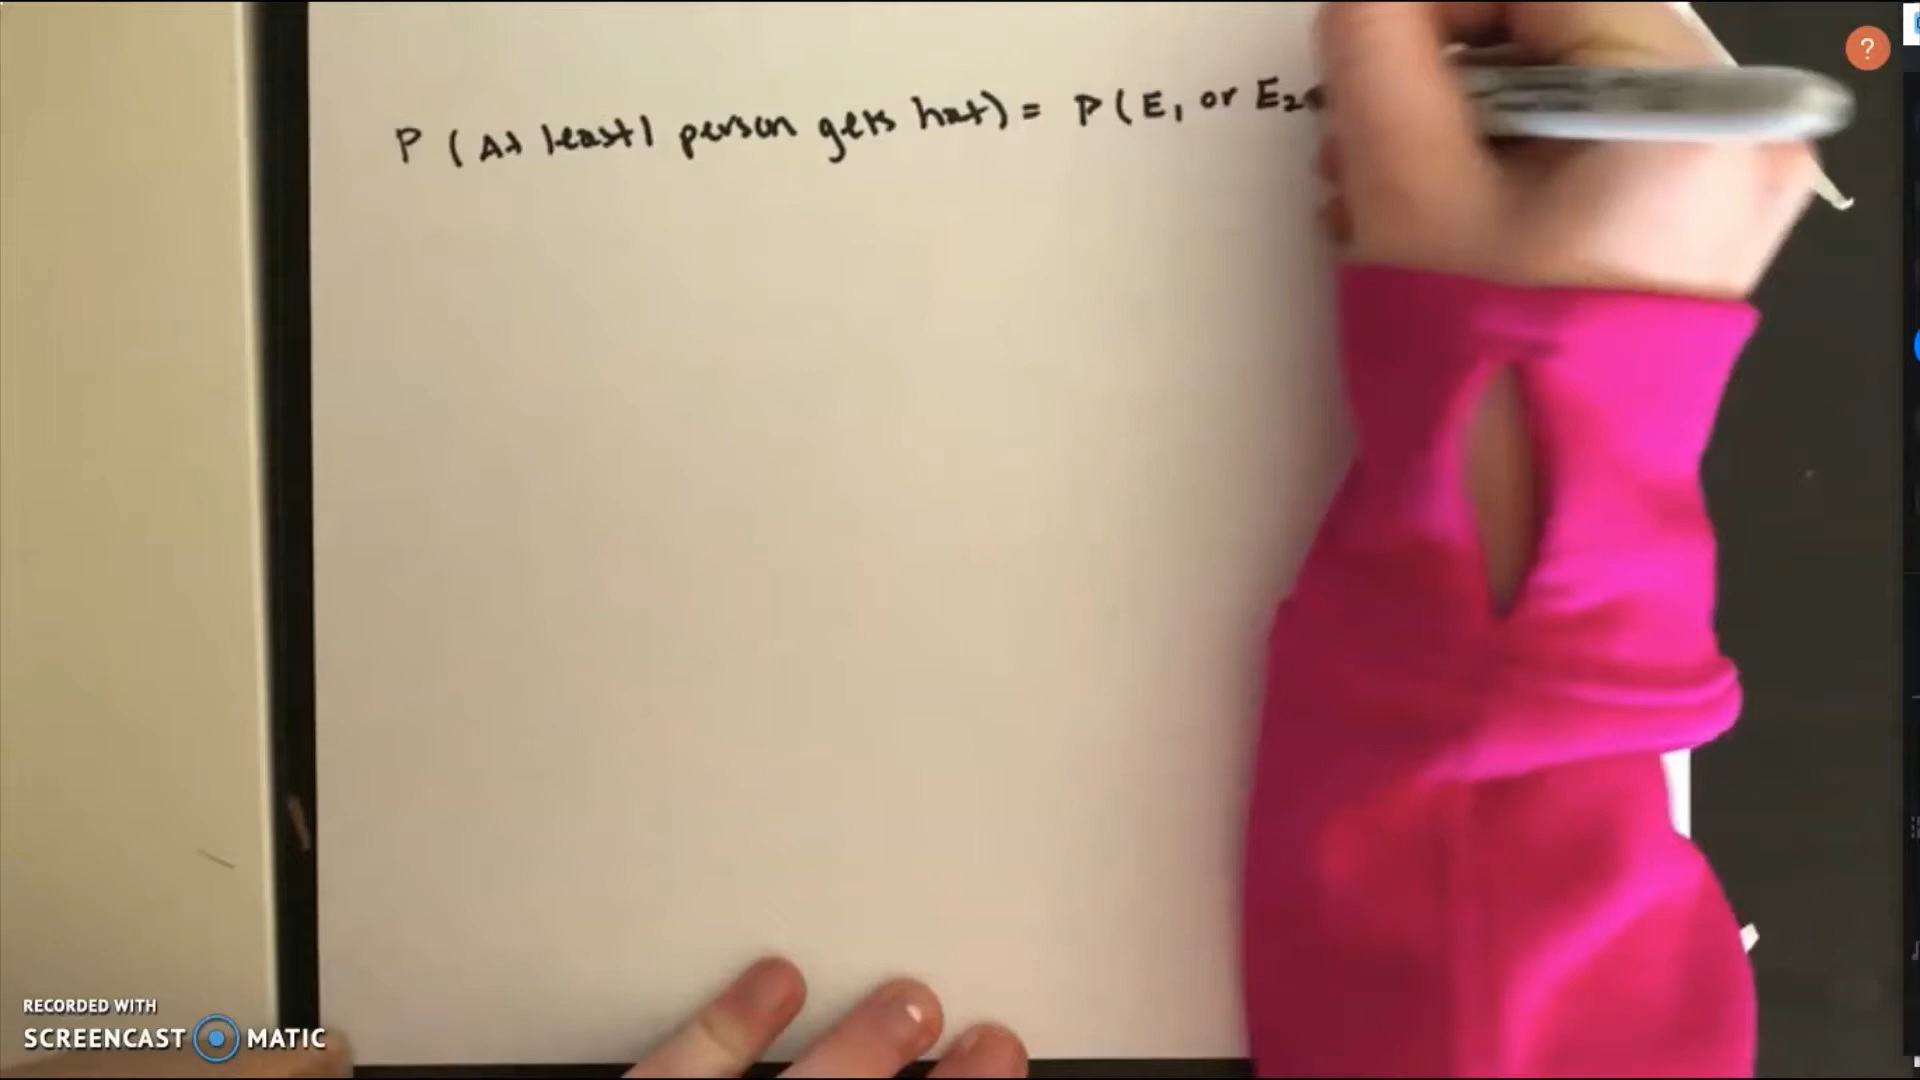 P (At least 1 person gets hat) = P (E₁ or E₂
?
RECORDED WITH
SCREENCAST MATIC